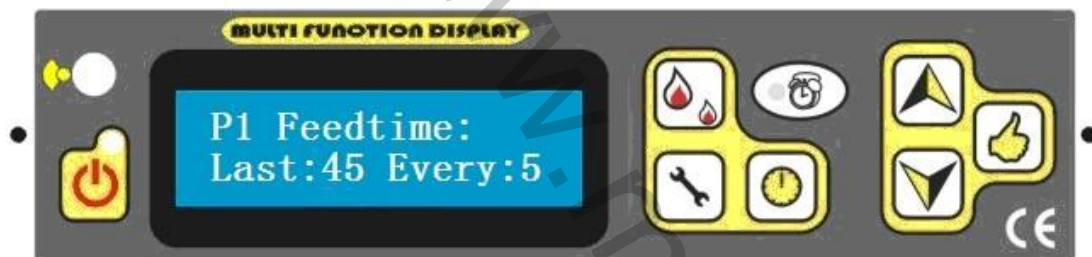 MULTI FUNOTION DISPLAY
P1 Feedtime:
Last:45 Every:5
CE